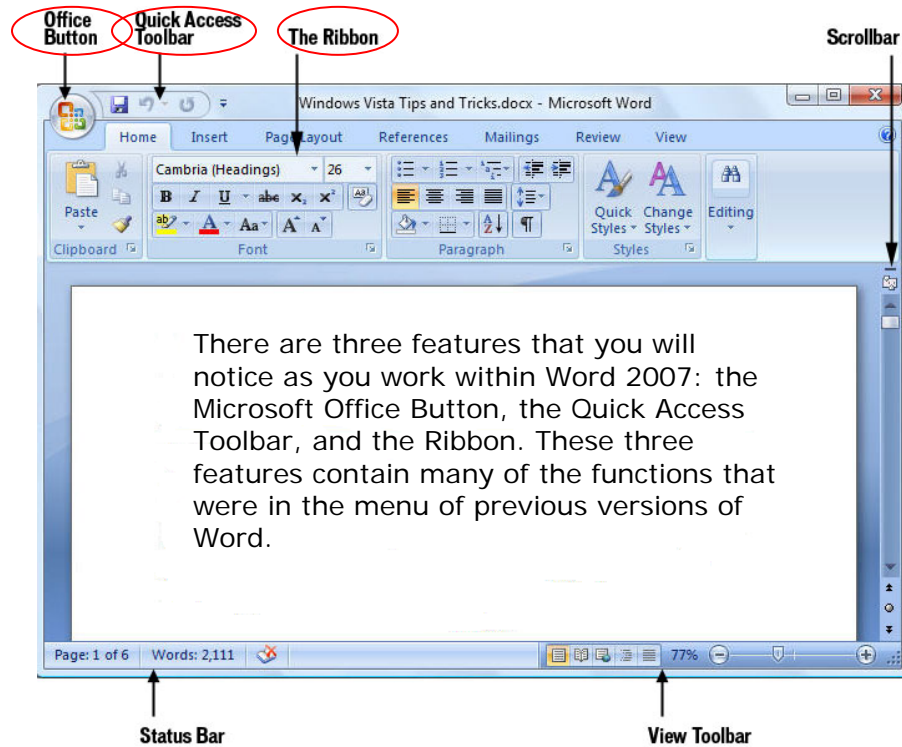 Office
Button
Quick Access
Toolbar
The Ribbon
Scrollbar
Windows Vista Tips and Tricks.docx - Microsoft Word
Home Insert Page Layout References Mailings Review View
Cambria (Headings) 26
B I U abe X₂ X²
Aa A A
Paste
Quick
Styles
Change
Styles
Editing
Clipboard Font Paragraph Styles
There are three features that you will
notice as you work within Word 2007: the
Microsoft Office Button, the Quick Access
Toolbar, and the Ribbon. These three
features contain many of the functions that
were in the menu of previous versions of
Word.
Page: 1 of 6 Words: 2,111 77%
Status Bar
View Toolbar